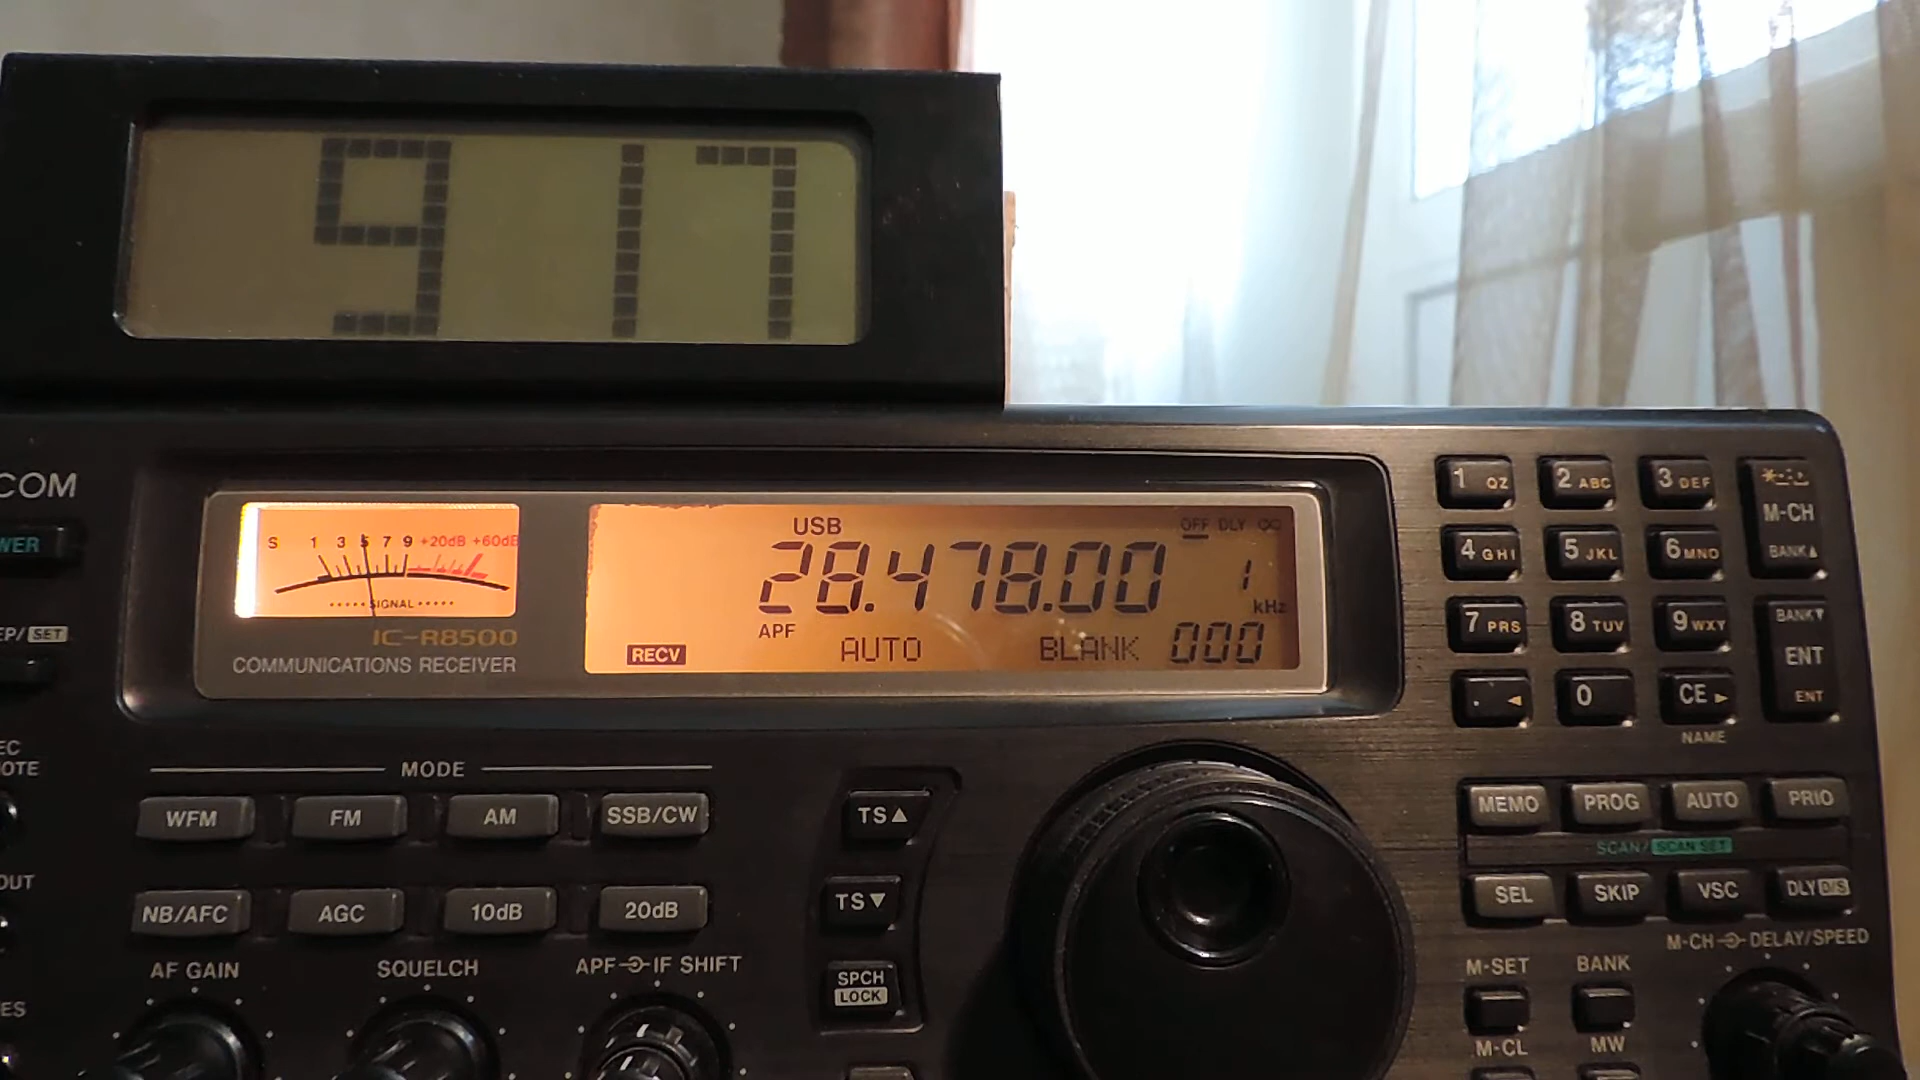 9 17
COM
WER
EP/SET
S 1 3 5 7 9 +20dB +60dB
SIGNAL
IC-R8500
COMMUNICATIONS RECEIVER
USB
OFF DLY ∞
28.478.00 1
kHz
APF
RECV AUTO BLANK 000
1 QZ 2 ABC 3 DEF
M-CH
BANK▲
4 GHI 5 JKL 6 MNO
7 PRS 8 TUV 9 WXY
BANK▼
ENT
ENT
. ◄ 0 CE ►
NAME
EC
OTE
MODE
WFM FM AM SSB/CW
NB/AFC AGC 10dB 20dB
OUT
AF GAIN SQUELCH APF IF SHIFT
ES
TS▲
TS▼
SPCH
LOCK
MEMO PROG AUTO PRIO
SCAN/SCAN SET
SEL SKIP VSC DLY D/S
M-CH DELAY/SPEED
M-SET BANK
M-CL MW